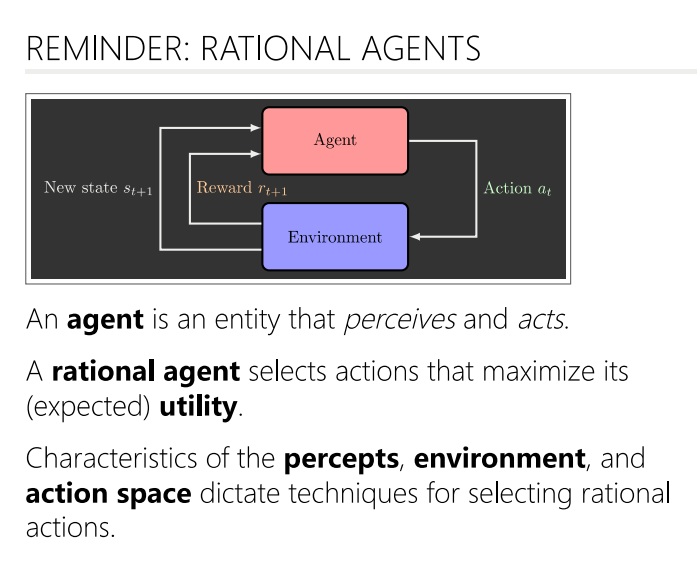 REMINDER: RATIONAL AGENTS
Agent
New state s_{t+1}
Reward r_{t+1}
Action a_t
Environment
An agent is an entity that perceives and acts.
A rational agent selects actions that maximize its
(expected) utility.
Characteristics of the percepts, environment, and
action space dictate techniques for selecting rational
actions.